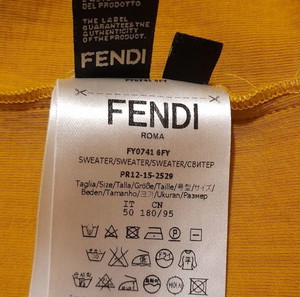 DEL PRODOTTO
THE LABEL
GUARANTEES
THE AUTHENTICITY
OF THE PRODUCT.
FENDI
FENDI
ROMA
FY0741 6FY
SWEATER/SWEATER/SWEATER/СВИТЕР
PR12-15-2529
Taglia/Size/Talla/Größe/Taille/목형/サイズ/
Beden/Tamanho/尺码/Ukuran/Размер
IT CN
50 180/95